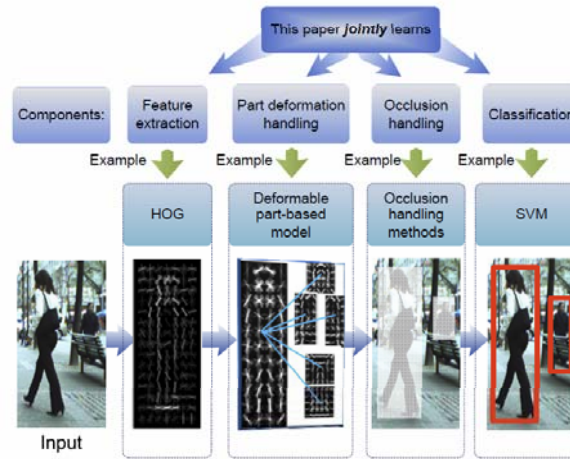 This paper jointly learns
Components:
Feature
extraction
Part deformation
handling
Occlusion
handling
Classification
Example
Example
Example
Example
HOG
Deformable
part-based
model
Occlusion
handling
methods
SVM
Input